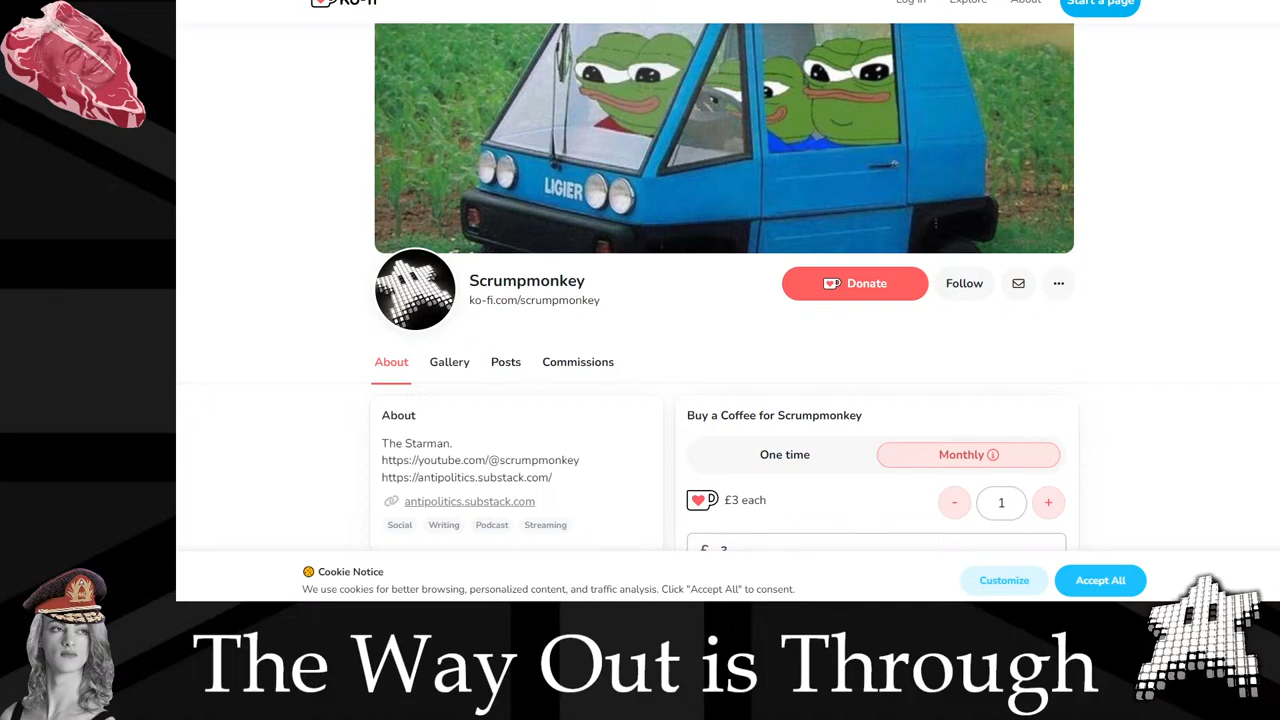 Ko-fi
Log in Explore About Start a page
LIGIER
Scrumpmonkey
ko-fi.com/scrumpmonkey
Donate Follow ...
About Gallery Posts Commissions
About
The Starman.
https://youtube.com/@scrumpmonkey
https://antipolitics.substack.com/
antipolitics.substack.com
Social Writing Podcast Streaming
Buy a Coffee for Scrumpmonkey
One time Monthly
£3 each - 1 +
£ 3
Cookie Notice
We use cookies for better browsing, personalized content, and traffic analysis. Click "Accept All" to consent.
Customize Accept All
The Way Out is Through